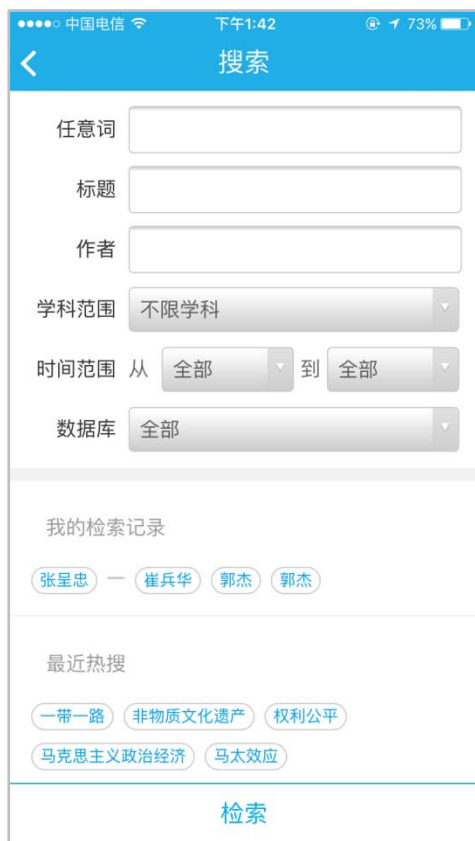 中国电信 下午1:42 73%
搜索
任意词
标题
作者
学科范围 不限学科
时间范围 从 全部 到 全部
数据库 全部
我的检索记录
张呈忠 一 崔兵华 郭杰 郭杰
最近热搜
一带一路 非物质文化遗产 权利公平
马克思主义政治经济 马太效应
检索